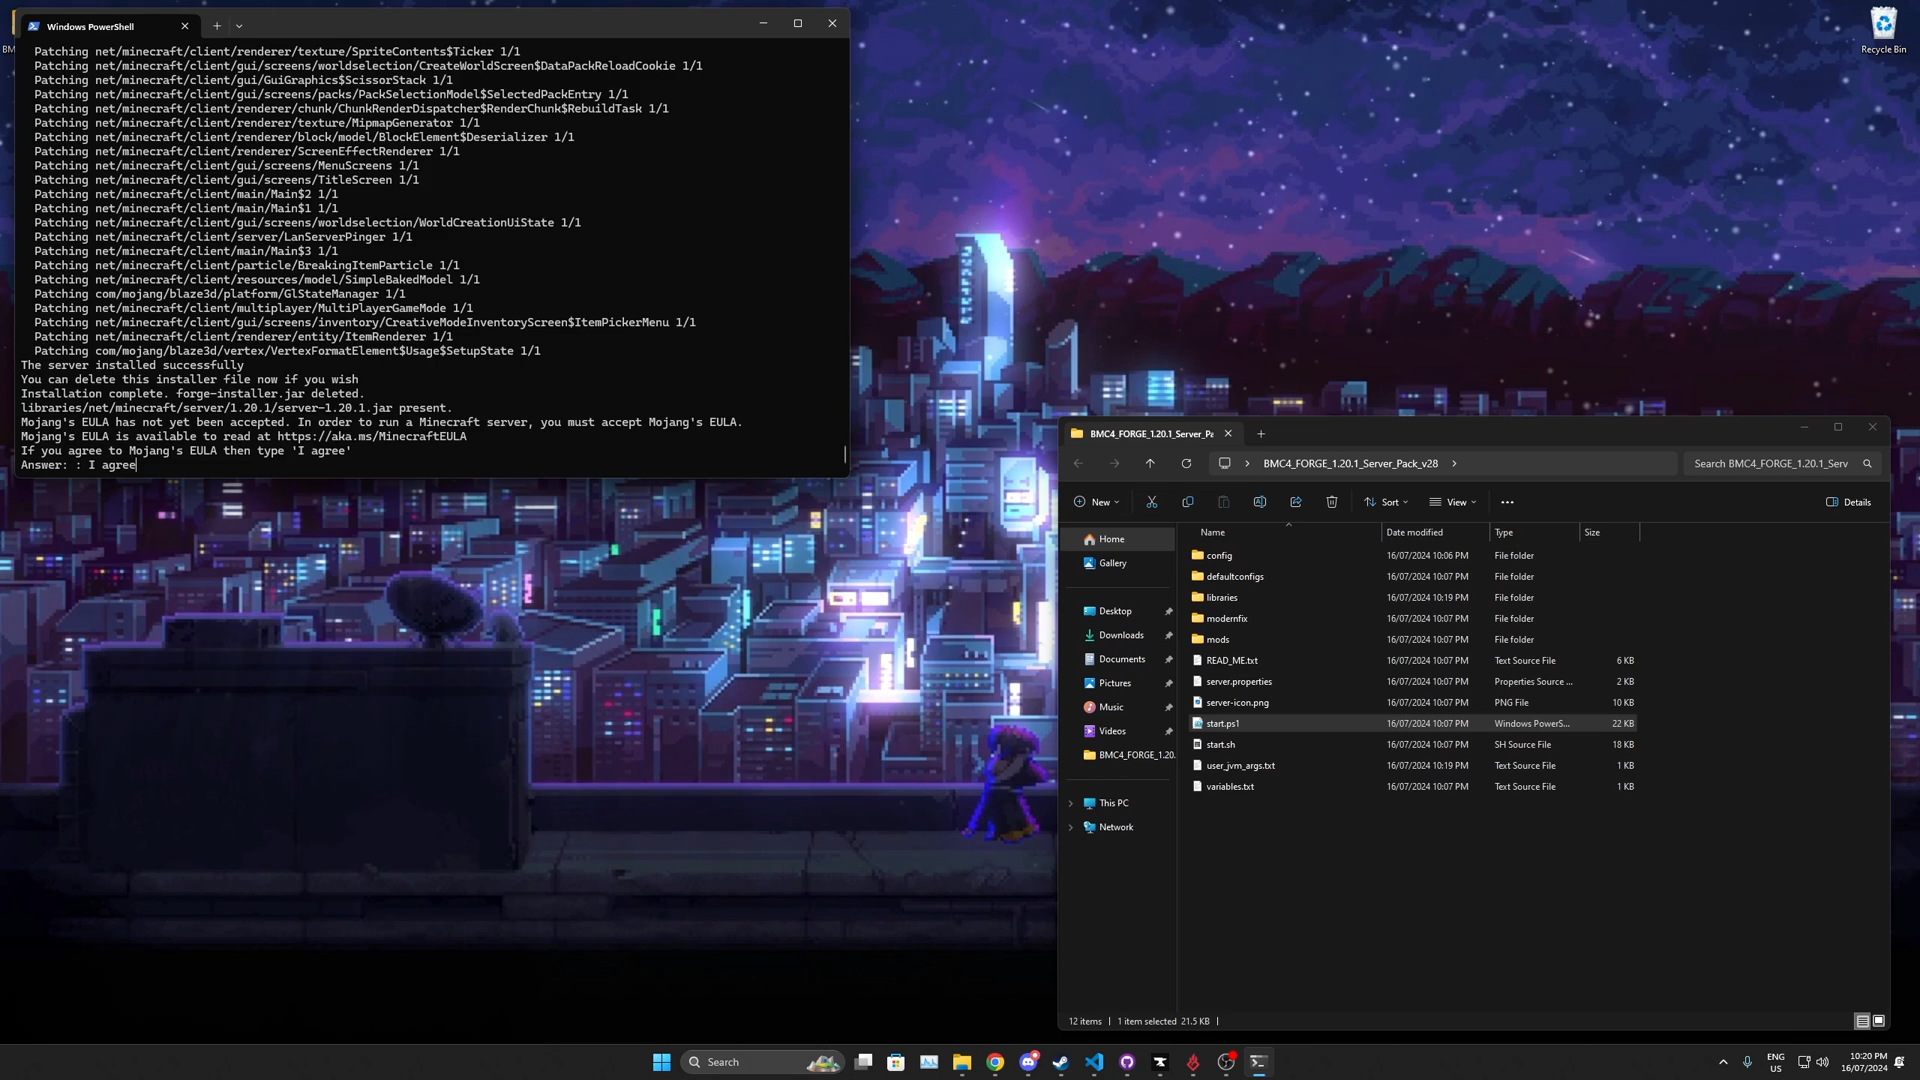 Windows PowerShell
Recycle Bin
Patching net/minecraft/client/renderer/texture/SpriteContents$Ticker 1/1
Patching net/minecraft/client/gui/screens/worldselection/CreateWorldScreen$DataPackReloadCookie 1/1
Patching net/minecraft/client/gui/GuiGraphics$ScissorStack 1/1
Patching net/minecraft/client/gui/screens/packs/PackSelectionModel$SelectedPackEntry 1/1
Patching net/minecraft/client/renderer/chunk/ChunkRenderDispatcher$RenderChunk$RebuildTask 1/1
Patching net/minecraft/client/renderer/texture/MipmapGenerator 1/1
Patching net/minecraft/client/renderer/block/model/BlockElement$Deserializer 1/1
Patching net/minecraft/client/renderer/ScreenEffectRenderer 1/1
Patching net/minecraft/client/gui/screens/MenuScreens 1/1
Patching net/minecraft/client/gui/screens/TitleScreen 1/1
Patching net/minecraft/client/main/Main$2 1/1
Patching net/minecraft/client/main/Main$1 1/1
Patching net/minecraft/client/gui/screens/worldselection/WorldCreationUiState 1/1
Patching net/minecraft/client/server/LanServerPinger 1/1
Patching net/minecraft/client/main/Main$3 1/1
Patching net/minecraft/client/particle/BreakingItemParticle 1/1
Patching net/minecraft/client/resources/model/SimpleBakedModel 1/1
Patching com/mojang/blaze3d/platform/GlStateManager 1/1
Patching net/minecraft/client/multiplayer/MultiPlayerGameMode 1/1
Patching net/minecraft/client/gui/screens/inventory/CreativeModeInventoryScreen$ItemPickerMenu 1/1
Patching net/minecraft/client/renderer/entity/ItemRenderer 1/1
Patching com/mojang/blaze3d/vertex/VertexFormatElement$Usage$SetupState 1/1
The server installed successfully
You can delete this installer file now if you wish
Installation complete. forge-installer.jar deleted.
libraries/net/minecraft/server/1.20.1/server-1.20.1.jar present.
Mojang's EULA has not yet been accepted. In order to run a Minecraft server, you must accept Mojang's EULA.
Mojang's EULA is available to read at https://aka.ms/MinecraftEULA
If you agree to Mojang's EULA then type 'I agree'
Answer: : I agree
BMC4_FORGE_1.20.1_Server_Pa
BMC4_FORGE_1.20.1_Server_Pack_v28
Search BMC4_FORGE_1.20.1_Serv
New Sort View Details
Name Date modified Type Size
Home
Gallery
Desktop
Downloads
Documents
Pictures
Music
Videos
BMC4_FORGE_1.20.
This PC
Network
config 16/07/2024 10:06 PM File folder
defaultconfigs 16/07/2024 10:07 PM File folder
libraries 16/07/2024 10:19 PM File folder
modernfix 16/07/2024 10:07 PM File folder
mods 16/07/2024 10:07 PM File folder
READ_ME.txt 16/07/2024 10:07 PM Text Source File 6 KB
server.properties 16/07/2024 10:07 PM Properties Source ... 2 KB
server-icon.png 16/07/2024 10:07 PM PNG File 10 KB
start.ps1 16/07/2024 10:07 PM Windows PowerS... 22 KB
start.sh 16/07/2024 10:07 PM SH Source File 18 KB
user_jvm_args.txt 16/07/2024 10:19 PM Text Source File 1 KB
variables.txt 16/07/2024 10:07 PM Text Source File 1 KB
12 items 1 item selected 21.5 KB
Search
ENG
US
10:20 PM
16/07/2024